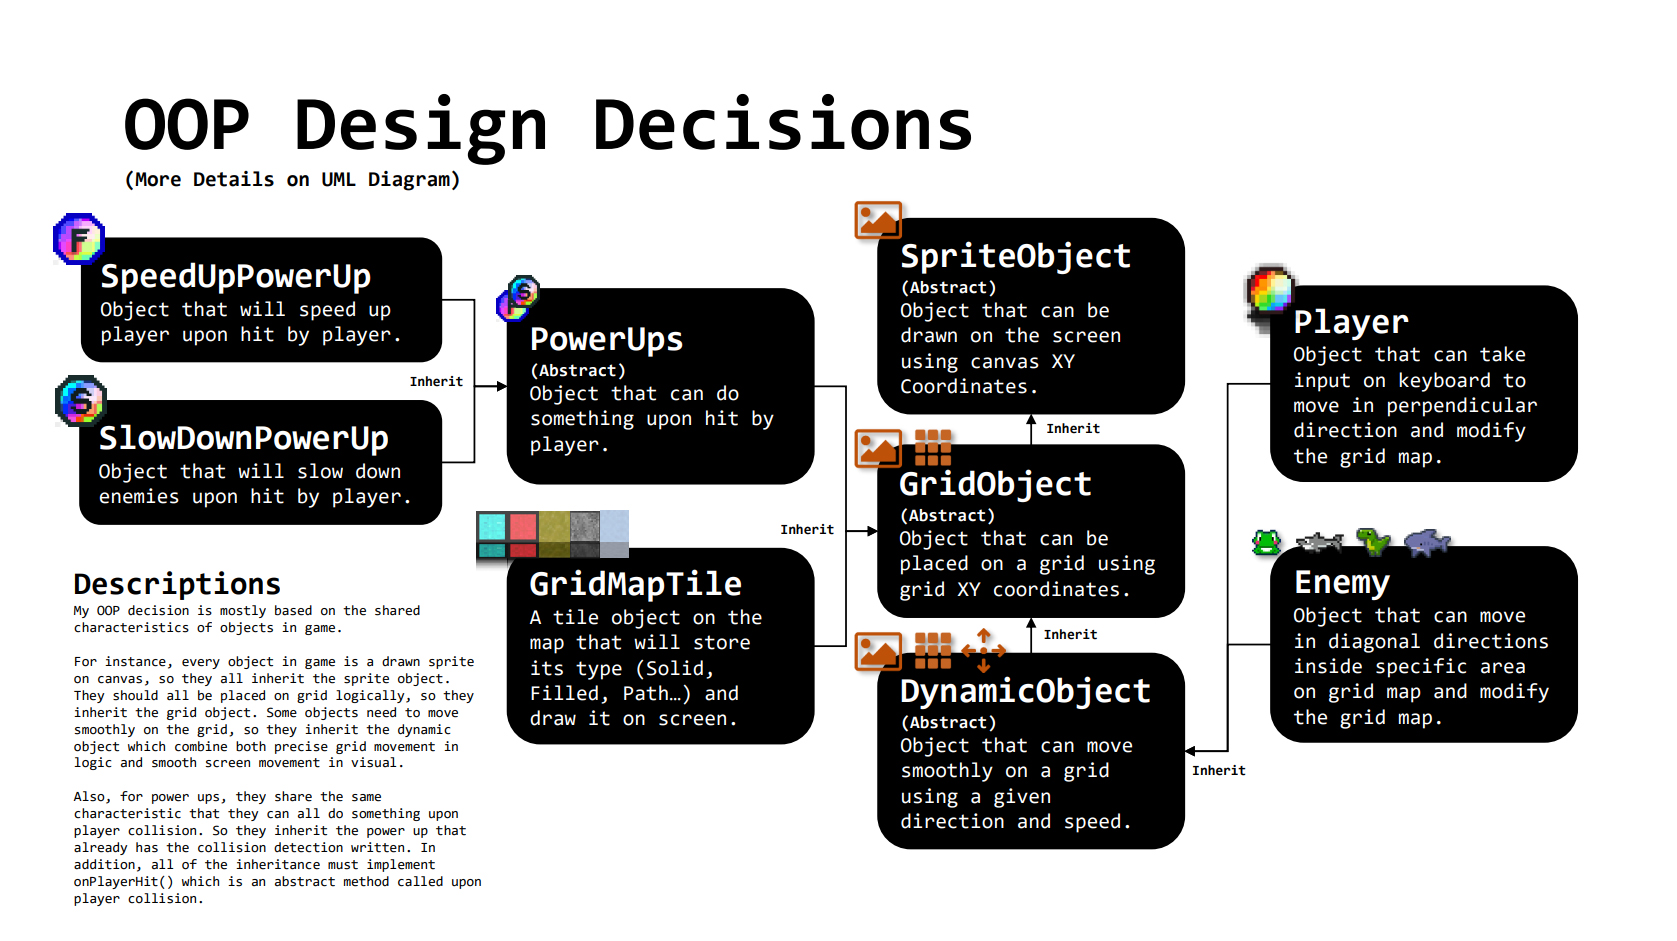 OOP Design Decisions
(More Details on UML Diagram)
F
SpeedUpPowerUp
Object that will speed up
player upon hit by player.
S
SlowDownPowerUp
Object that will slow down
enemies upon hit by player.
Inherit
S
PowerUps
(Abstract)
Object that can do
something upon hit by
player.
GridMapTile
A tile object on the
map that will store
its type (Solid,
Filled, Path…) and
draw it on screen.
Inherit
SpriteObject
(Abstract)
Object that can be
drawn on the screen
using canvas XY
Coordinates.
Inherit
GridObject
(Abstract)
Object that can be
placed on a grid using
grid XY coordinates.
Inherit
DynamicObject
(Abstract)
Object that can move
smoothly on a grid
using a given
direction and speed.
Player
Object that can take
input on keyboard to
move in perpendicular
direction and modify
the grid map.
Enemy
Object that can move
in diagonal directions
inside specific area
on grid map and modify
the grid map.
Inherit
Descriptions
My OOP decision is mostly based on the shared
characteristics of objects in game.
For instance, every object in game is a drawn sprite
on canvas, so they all inherit the sprite object.
They should all be placed on grid logically, so they
inherit the grid object. Some objects need to move
smoothly on the grid, so they inherit the dynamic
object which combine both precise grid movement in
logic and smooth screen movement in visual.
Also, for power ups, they share the same
characteristic that they can all do something upon
player collision. So they inherit the power up that
already has the collision detection written. In
addition, all of the inheritance must implement
onPlayerHit() which is an abstract method called upon
player collision.